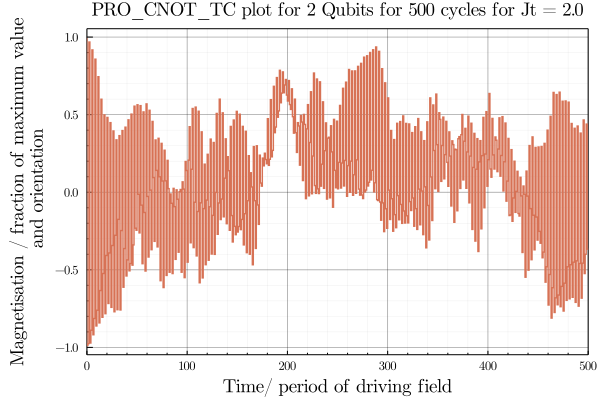 PRO_CNOT_TC plot for 2 Qubits for 500 cycles for Jt = 2.0
Magnetisation / fraction of maximum value
and orientation
1.0
0.5
0.0
−0.5
−1.0
0 100 200 300 400 500
Time/ period of driving field